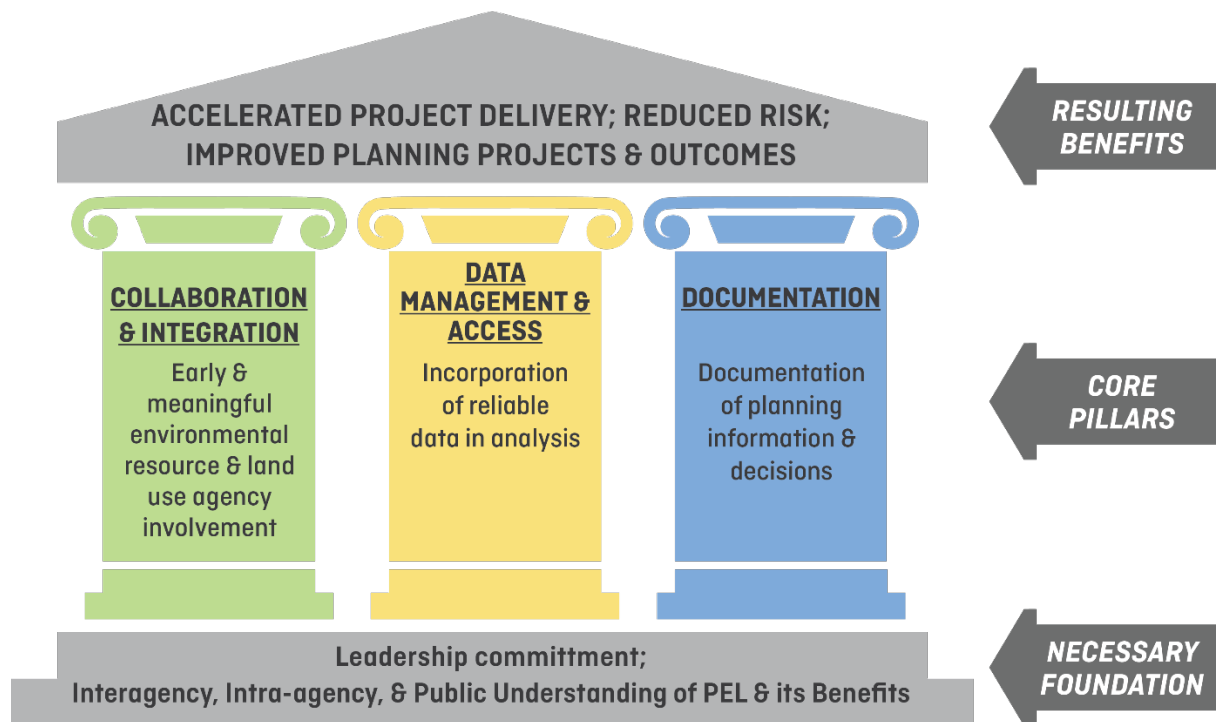 ACCELERATED PROJECT DELIVERY; REDUCED RISK;
IMPROVED PLANNING PROJECTS & OUTCOMES
RESULTING
BENEFITS
COLLABORATION
& INTEGRATION
Early &
meaningful
environmental
resource & land
use agency
involvement
DATA
MANAGEMENT &
ACCESS
Incorporation
of reliable
data in analysis
DOCUMENTATION
Documentation
of planning
information &
decisions
CORE
PILLARS
Leadership committment;
Interagency, Intra-agency, & Public Understanding of PEL & its Benefits
NECESSARY
FOUNDATION